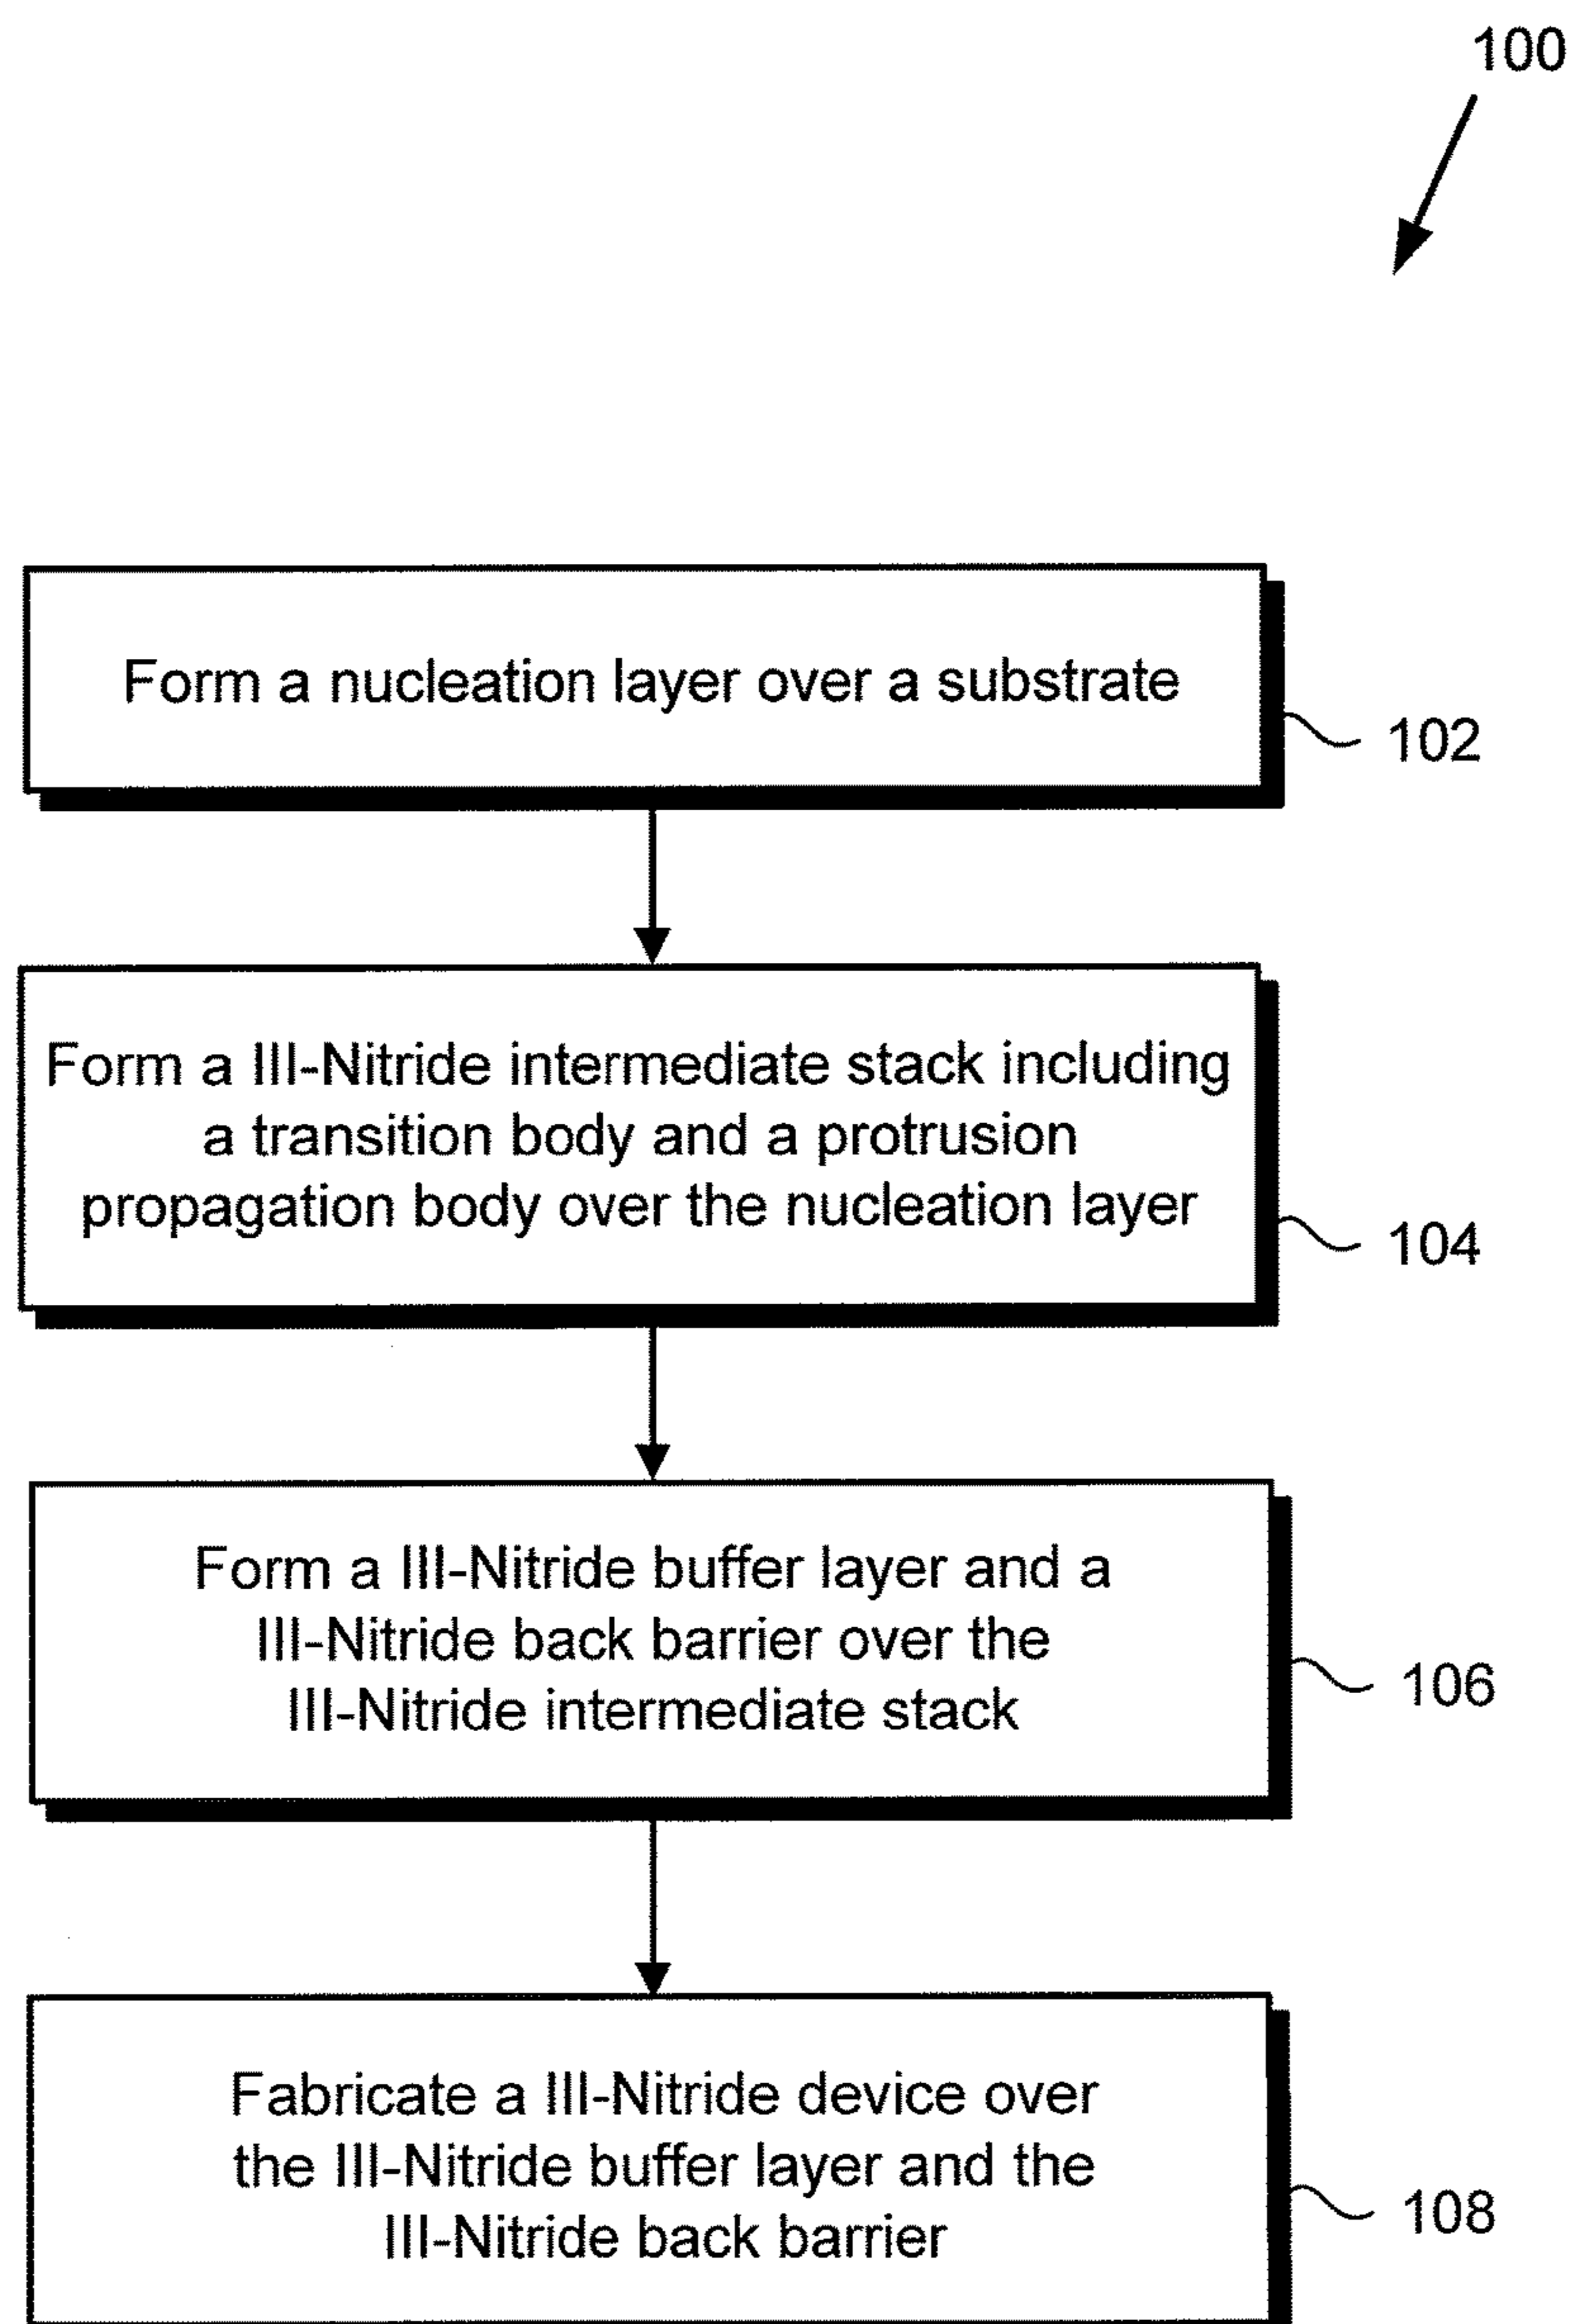 100
Form a nucleation layer over a substrate
102
Form a III-Nitride intermediate stack including
a transition body and a protrusion
propagation body over the nucleation layer
104
Form a III-Nitride buffer layer and a
III-Nitride back barrier over the
III-Nitride intermediate stack
106
Fabricate a III-Nitride device over
the III-Nitride buffer layer and the
III-Nitride back barrier
108